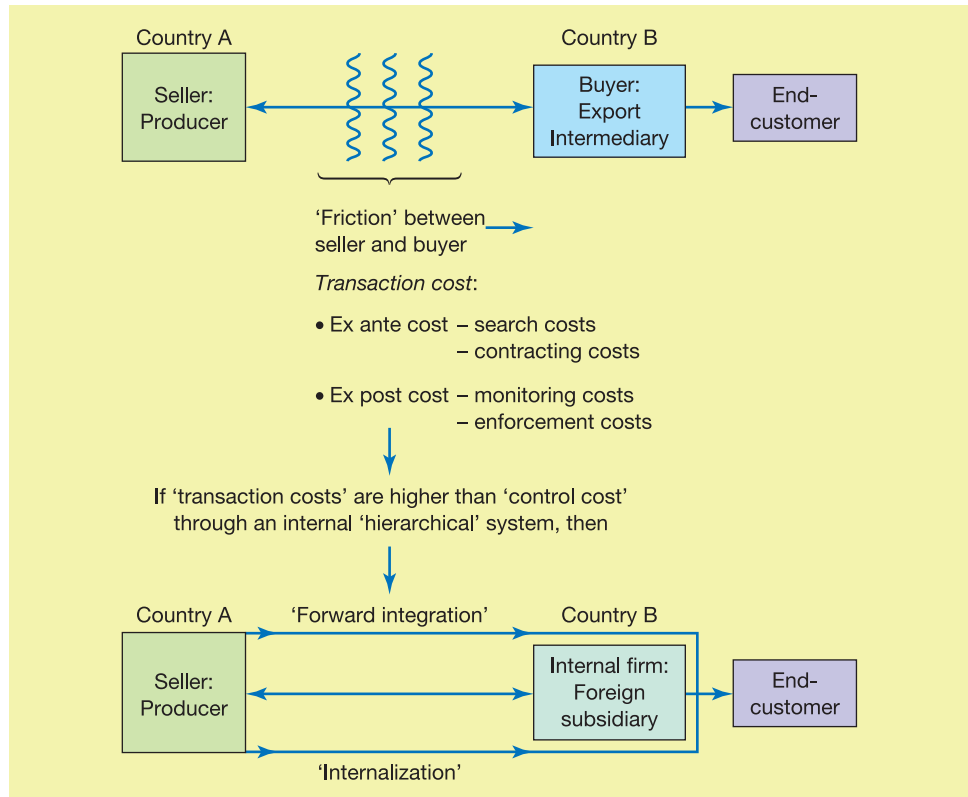 Country A
Country B
Seller:
Producer
Buyer:
Export
Intermediary
End-
customer
‘Friction’ between
seller and buyer
Transaction cost:
• Ex ante cost – search costs
– contracting costs
• Ex post cost – monitoring costs
– enforcement costs
If ‘transaction costs’ are higher than ‘control cost’
through an internal ‘hierarchical’ system, then
Country A
‘Forward integration’
Country B
Seller:
Producer
Internal firm:
Foreign
subsidiary
End-
customer
‘Internalization’